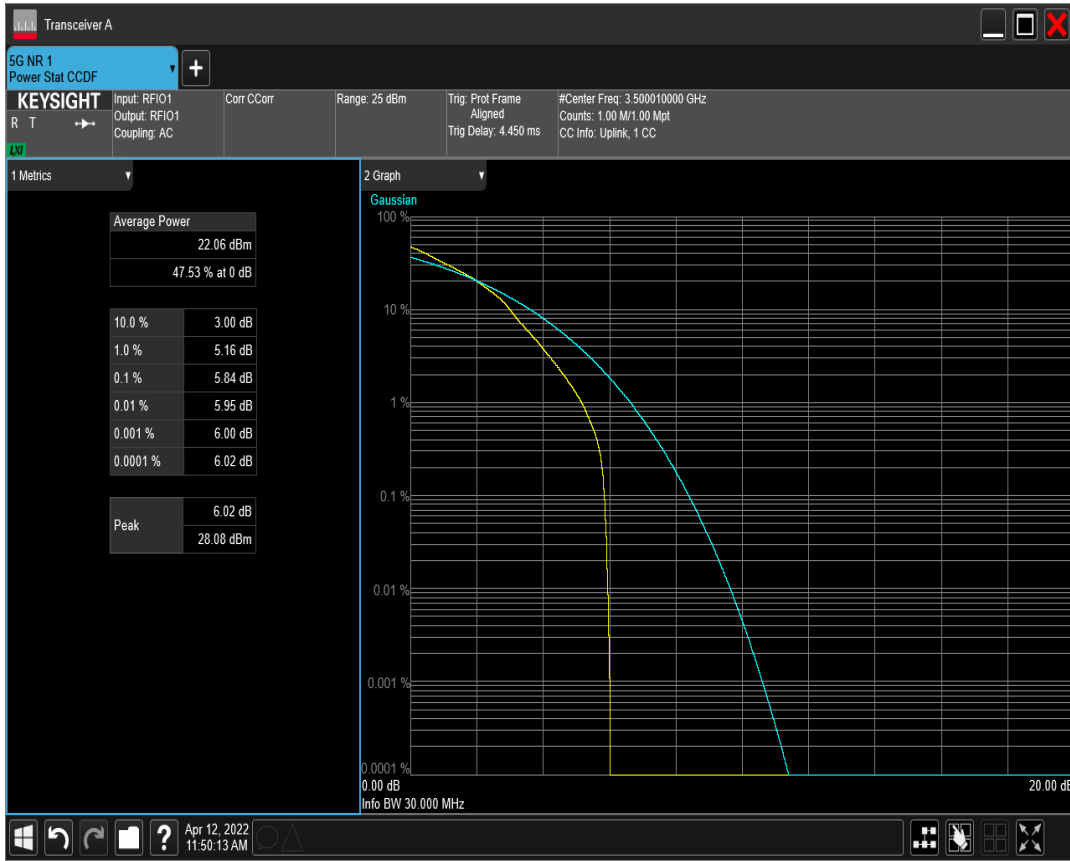 Transceiver A
5G NR 1
Power Stat CCDF
+
KEYSIGHT
R T
LXI
Input: RFIO1
Output: RFIO1
Coupling: AC
Corr CCorr
Range: 25 dBm
Trig: Prot Frame
Aligned
Trig Delay: 4.450 ms
#Center Freq: 3.500010000 GHz
Counts: 1.00 M/1.00 Mpt
CC Info: Uplink, 1 CC
1 Metrics
Average Power
22.06 dBm
47.53 % at 0 dB
10.0 % 3.00 dB
1.0 % 5.16 dB
0.1 % 5.84 dB
0.01 % 5.95 dB
0.001 % 6.00 dB
0.0001 % 6.02 dB
Peak
6.02 dB
28.08 dBm
2 Graph
Gaussian
100 %
10 %
1 %
0.1 %
0.01 %
0.001 %
0.0001 %
0.00 dB 20.00 dB
Info BW 30.000 MHz
?
Apr 12, 2022
11:50:13 AM